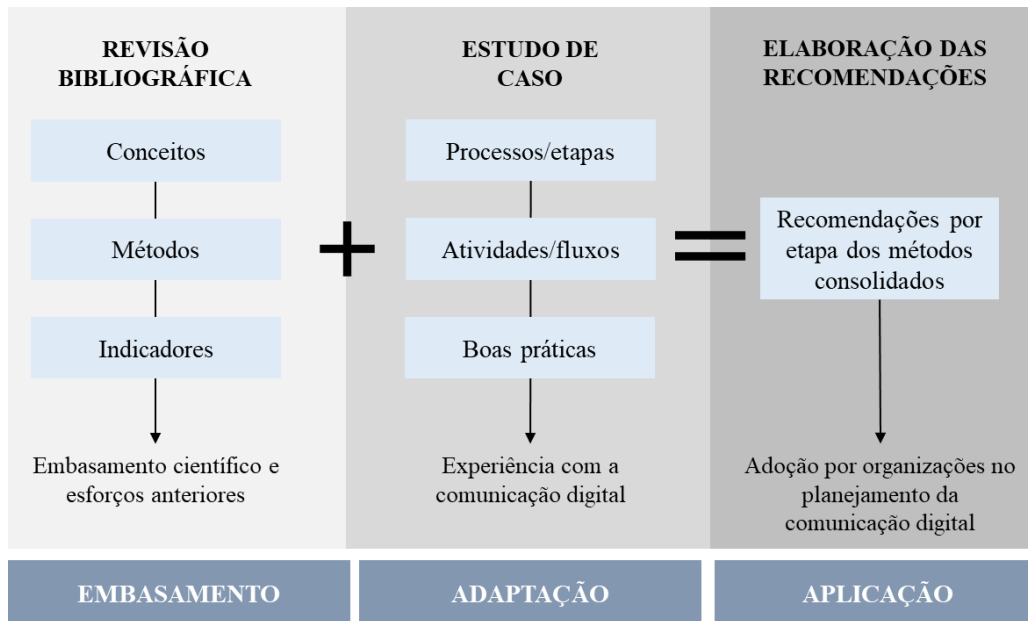 REVISÃO
BIBLIOGRÁFICA
Conceitos
Métodos
Indicadores
Embasamento científico e
esforços anteriores
EMBASAMENTO
+
ESTUDO DE
CASO
Processos/etapas
Atividades/fluxos
Boas práticas
Experiência com a
comunicação digital
ADAPTAÇÃO
=
ELABORAÇÃO DAS
RECOMENDAÇÕES
Recomendações por
etapa dos métodos
consolidados
Adoção por organizações no
planejamento da
comunicação digital
APLICAÇÃO